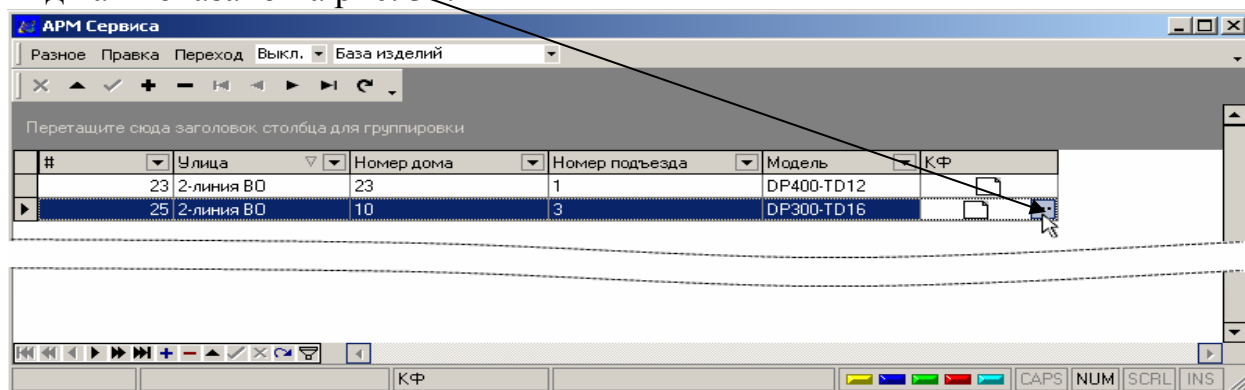 АРМ Сервиса
Разное Правка Переход Выкл. База изделий
Перетащите сюда заголовок столбца для группировки
# Улица Номер дома Номер подъезда Модель КФ
23 2-линия ВО 23 1 DP400-TD12
25 2-линия ВО 10 3 DP300-TD16
КФ CAPS NUM SCRL INS